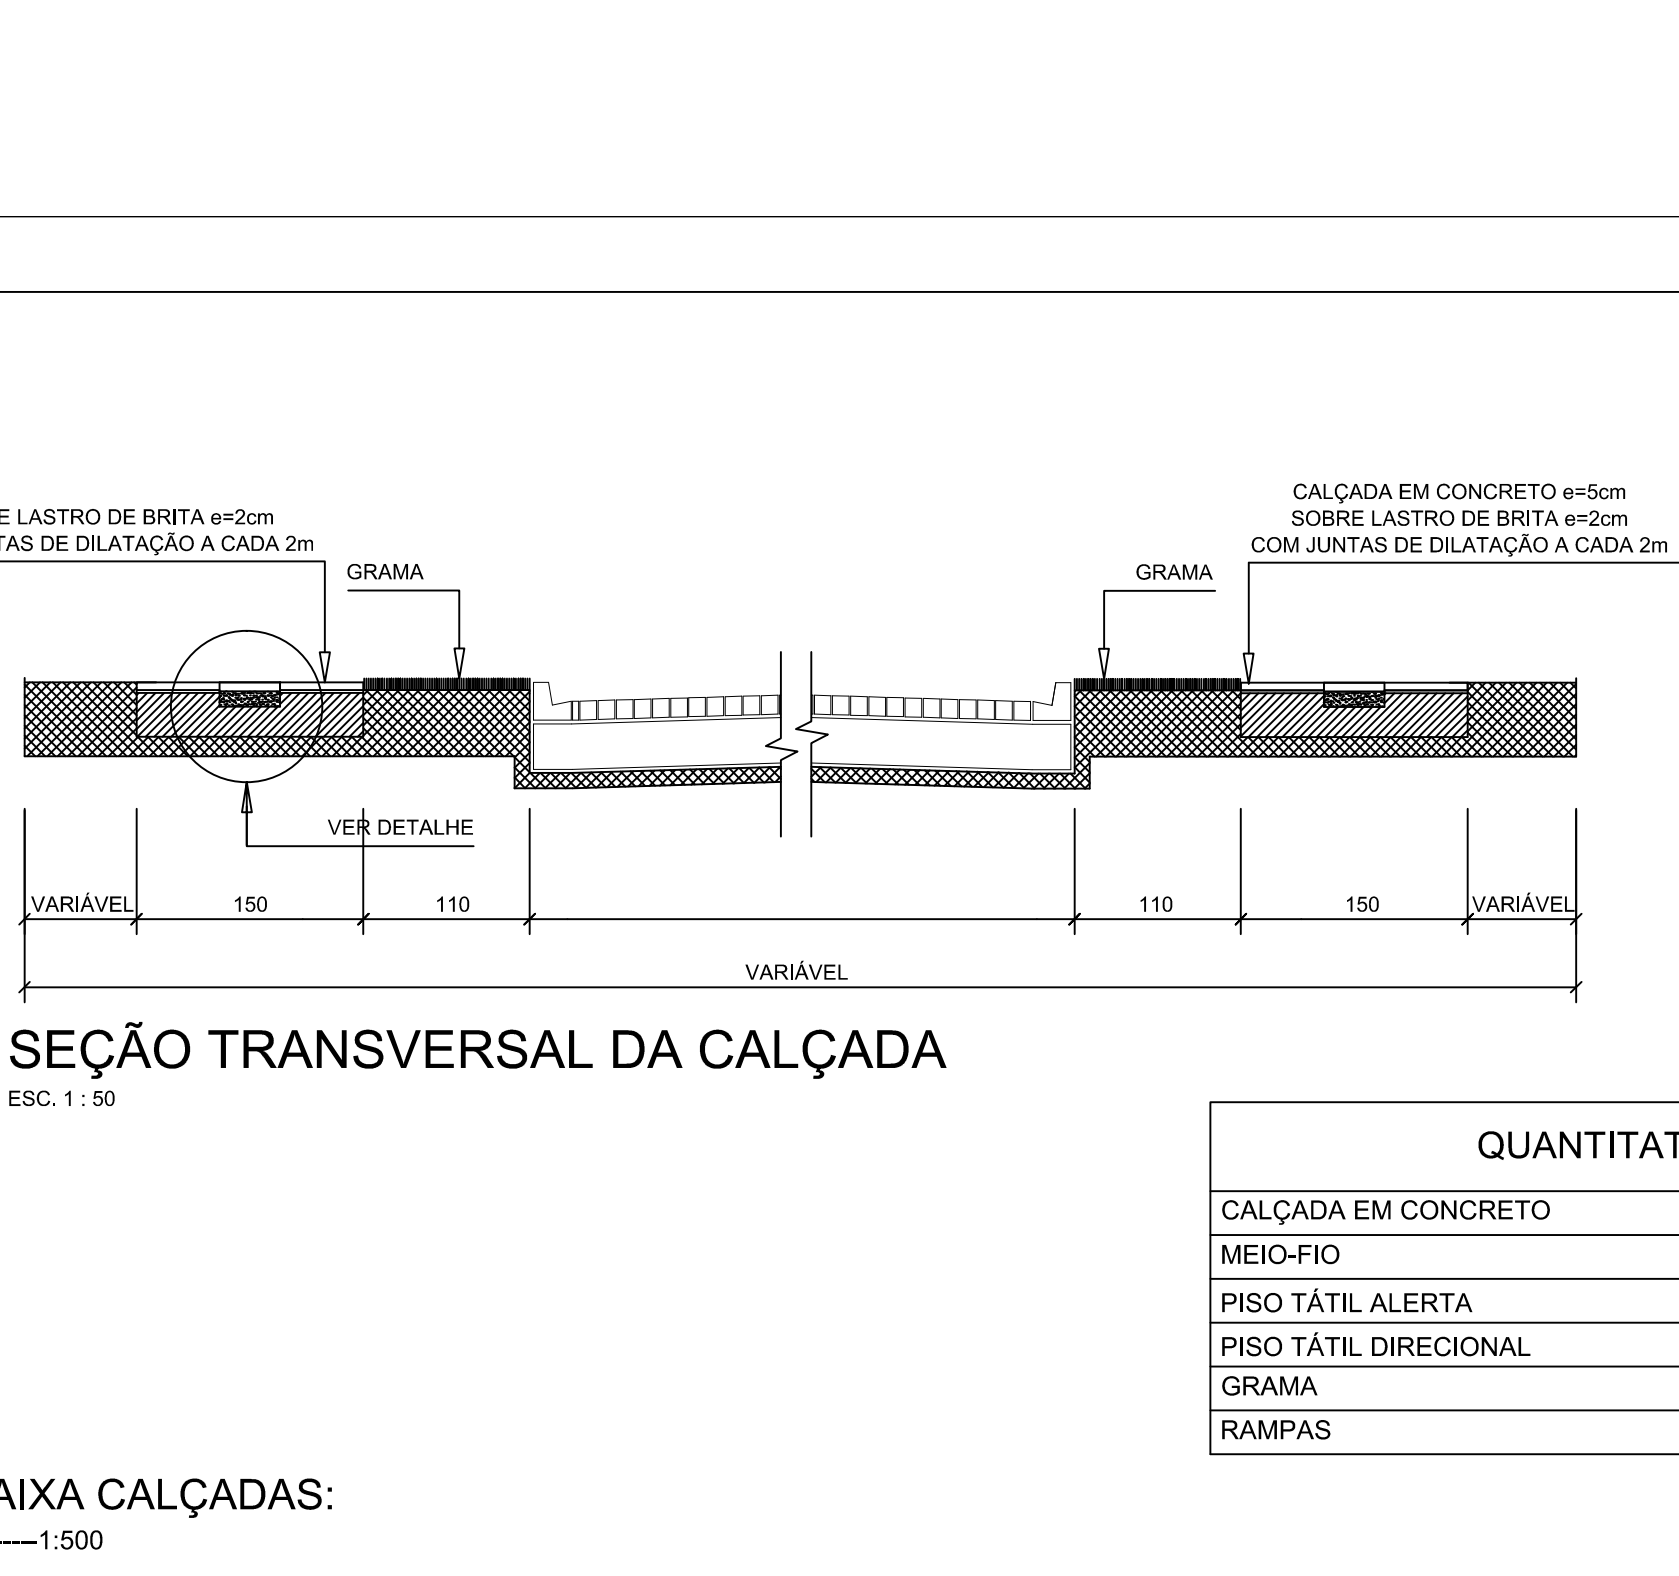 E LASTRO DE BRITA e=2cm
TAS DE DILATAÇÃO A CADA 2m
GRAMA
GRAMA
CALÇADA EM CONCRETO e=5cm
SOBRE LASTRO DE BRITA e=2cm
COM JUNTAS DE DILATAÇÃO A CADA 2m
VER DETALHE
VARIÁVEL 150 110 110 150 VARIÁVEL
VARIÁVEL
SEÇÃO TRANSVERSAL DA CALÇADA
ESC. 1 : 50
QUANTITAT
CALÇADA EM CONCRETO
MEIO-FIO
PISO TÁTIL ALERTA
PISO TÁTIL DIRECIONAL
GRAMA
RAMPAS
AIXA CALÇADAS:
----1:500